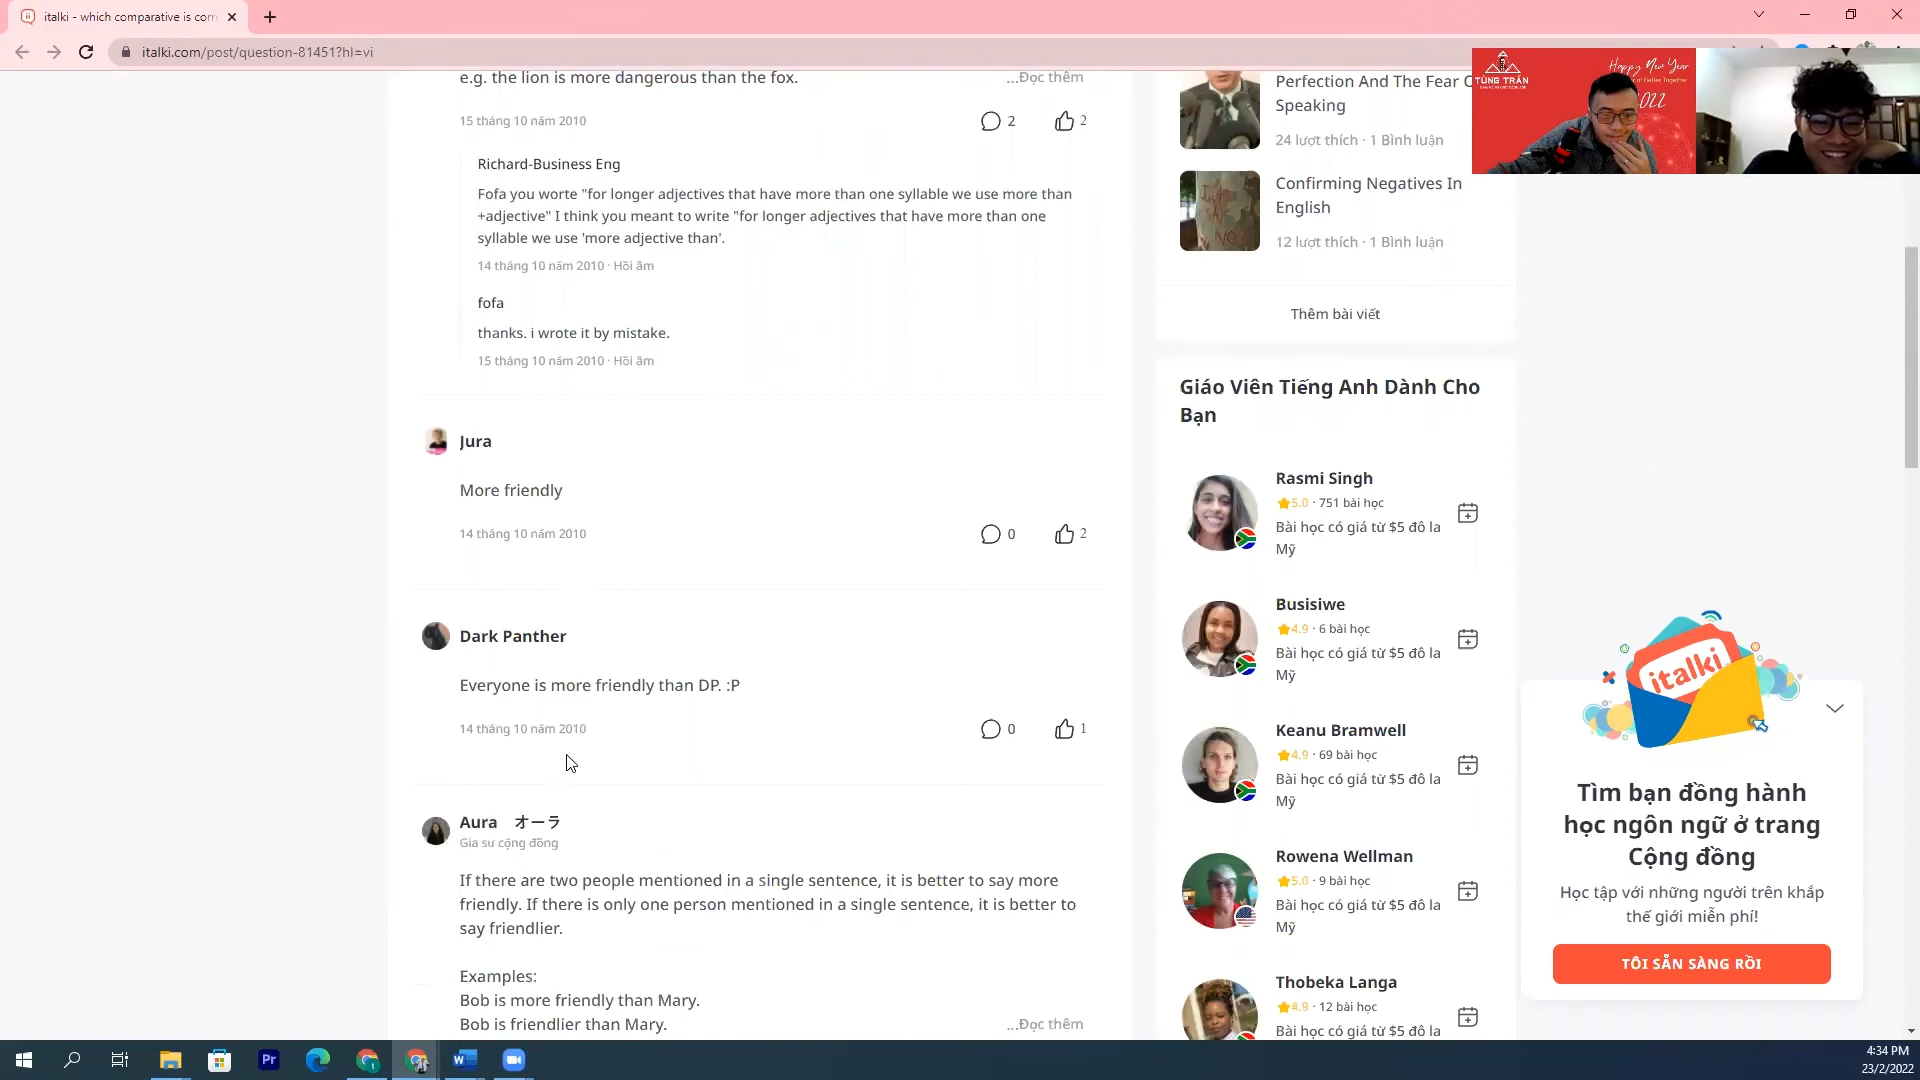 italki - which comparative is corr
italki.com/post/question-81451?hl=vi
e.g. the lion is more dangerous than the fox.
...Đọc thêm
15 tháng 10 năm 2010
2
2
Richard-Business Eng
Fofa you worte "for longer adjectives that have more than one syllable we use more than
+adjective" I think you meant to write "for longer adjectives that have more than one
syllable we use 'more adjective than'.
14 tháng 10 năm 2010 · Hồi âm
fofa
thanks. i wrote it by mistake.
15 tháng 10 năm 2010 · Hồi âm
Jura
More friendly
14 tháng 10 năm 2010
0
2
Dark Panther
Everyone is more friendly than DP. :P
14 tháng 10 năm 2010
0
1
Aura オーラ
Gia sư cộng đồng
If there are two people mentioned in a single sentence, it is better to say more
friendly. If there is only one person mentioned in a single sentence, it is better to
say friendlier.
Examples:
Bob is more friendly than Mary.
Bob is friendlier than Mary.
...Đọc thêm
Perfection And The Fear O
Speaking
24 lượt thích · 1 Bình luận
Confirming Negatives In
English
12 lượt thích · 1 Bình luận
Thêm bài viết
Giáo Viên Tiếng Anh Dành Cho
Bạn
Rasmi Singh
5.0 · 751 bài học
Bài học có giá từ $5 đô la
Mỹ
Busisiwe
4.9 · 6 bài học
Bài học có giá từ $5 đô la
Mỹ
Keanu Bramwell
4.9 · 69 bài học
Bài học có giá từ $5 đô la
Mỹ
Rowena Wellman
5.0 · 9 bài học
Bài học có giá từ $5 đô la
Mỹ
Thobeka Langa
4.9 · 12 bài học
Bài học có giá từ $5 đô la
TÙNG TRẦN
Happy New Year
of Better Together
2022
italki
Tìm bạn đồng hành
học ngôn ngữ ở trang
Cộng đồng
Học tập với những người trên khắp
thế giới miễn phí!
TÔI SẴN SÀNG RỒI
Pr
W
4:34 PM
23/2/2022